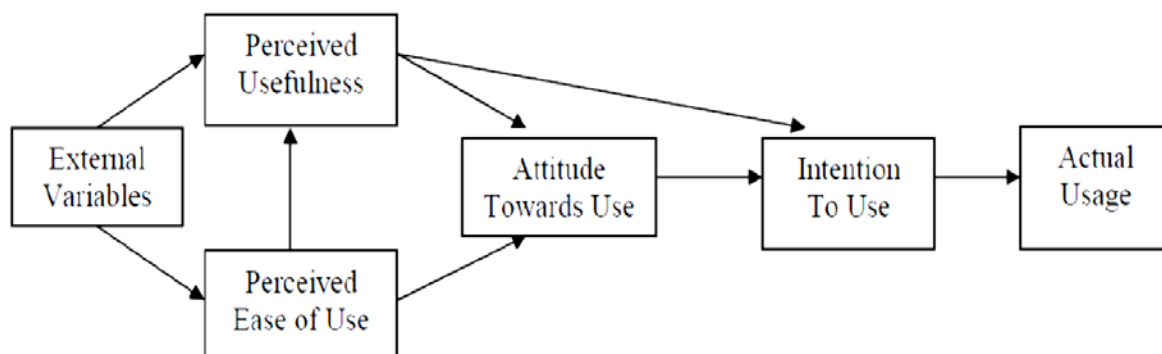 Perceived
Usefulness
External
Variables
Attitude
Towards Use
Intention
To Use
Actual
Usage
Perceived
Ease of Use